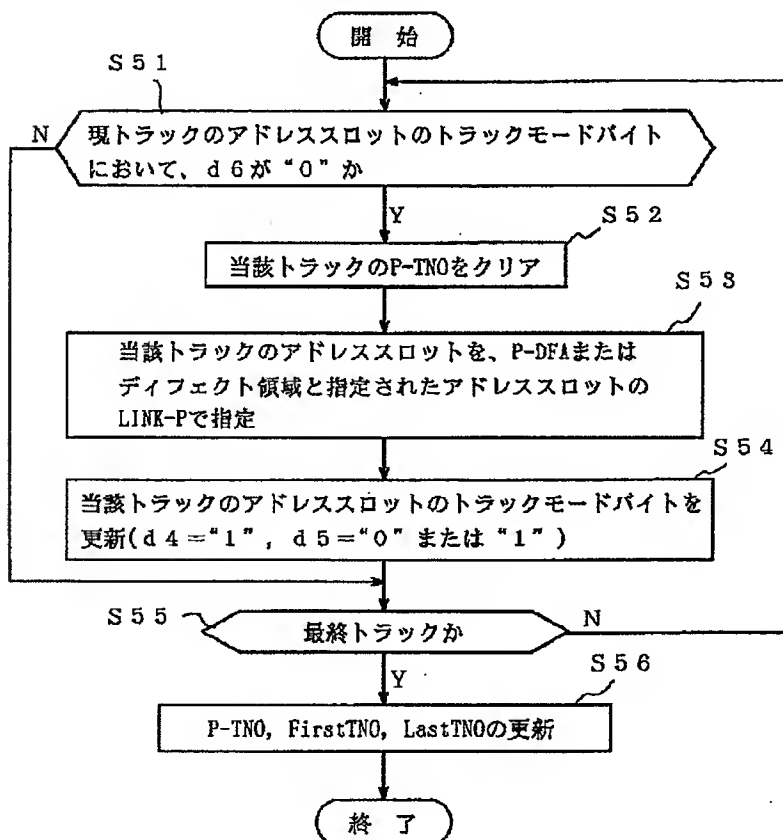 開 始
S51
N
現トラックのアドレススロットのトラックモードバイト
において、d6が“0”か
Y
S52
当該トラックのP-TNOをクリア
S53
当該トラックのアドレススロットを、P-DFAまたは
ディフェクト領域と指定されたアドレススロットの
LINK-Pで指定
S54
当該トラックのアドレススロットのトラックモードバイトを
更新(d4=“1”, d5=“0”または“1”)
S55
最終トラックか
N
Y
S56
P-TNO, FirstTNO, LastTNOの更新
終 了